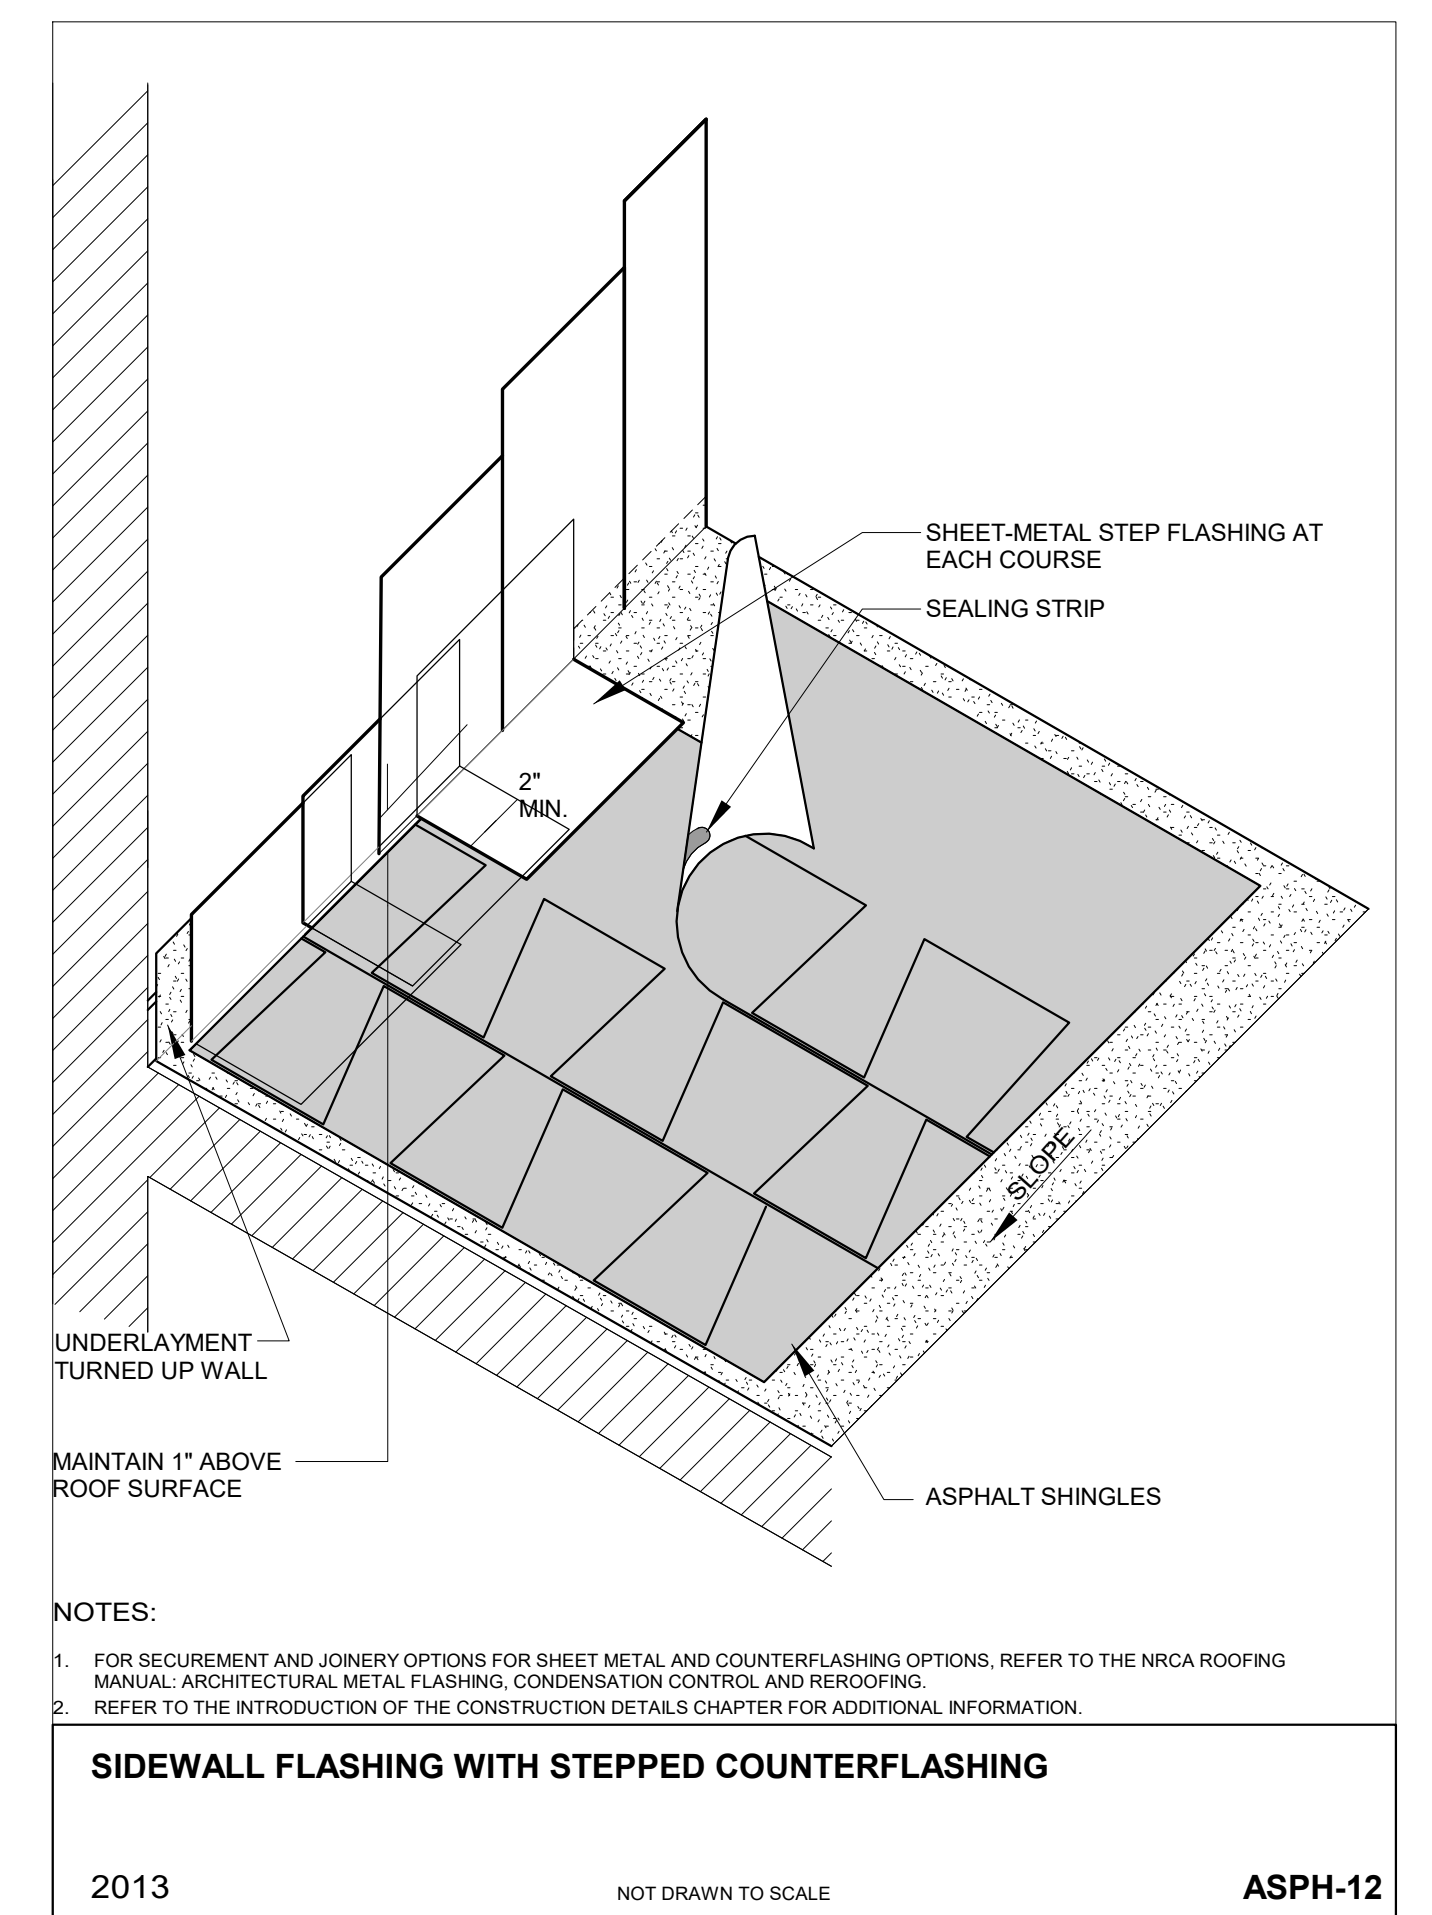 SHEET-METAL STEP FLASHING AT
EACH COURSE
SEALING STRIP
2"
MIN.
SLOPE
UNDERLAYMENT
TURNED UP WALL
MAINTAIN 1" ABOVE
ROOF SURFACE
ASPHALT SHINGLES
NOTES:
1. FOR SECUREMENT AND JOINERY OPTIONS FOR SHEET METAL AND COUNTERFLASHING OPTIONS, REFER TO THE NRCA ROOFING
MANUAL: ARCHITECTURAL METAL FLASHING, CONDENSATION CONTROL AND REROOFING.
2. REFER TO THE INTRODUCTION OF THE CONSTRUCTION DETAILS CHAPTER FOR ADDITIONAL INFORMATION.
SIDEWALL FLASHING WITH STEPPED COUNTERFLASHING
2013
NOT DRAWN TO SCALE
ASPH-12